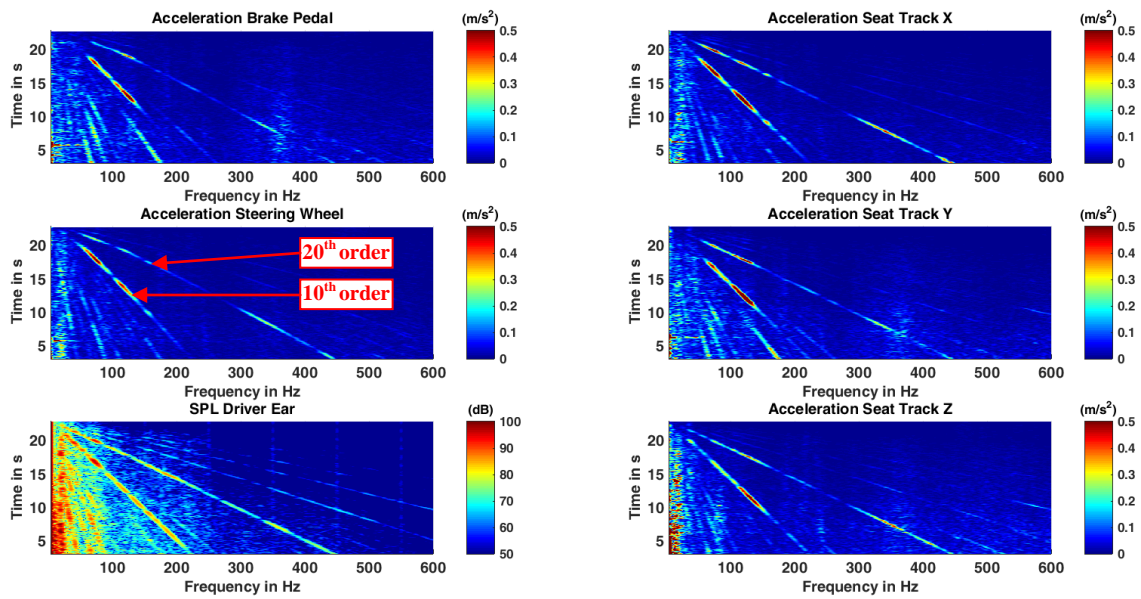 Acceleration Brake Pedal
(m/s²)
Time in s
20
15
10
5
100 200 300 400 500 600
Frequency in Hz
0.5
0.4
0.3
0.2
0.1
0
Acceleration Seat Track X
(m/s²)
Time in s
20
15
10
5
100 200 300 400 500 600
Frequency in Hz
0.5
0.4
0.3
0.2
0.1
0
Acceleration Steering Wheel
(m/s²)
Time in s
20
15
10
5
20th order
10th order
100 200 300 400 500 600
Frequency in Hz
0.5
0.4
0.3
0.2
0.1
0
Acceleration Seat Track Y
(m/s²)
Time in s
20
15
10
5
100 200 300 400 500 600
Frequency in Hz
0.5
0.4
0.3
0.2
0.1
0
SPL Driver Ear
(dB)
Time in s
20
15
10
5
100 200 300 400 500 600
Frequency in Hz
100
90
80
70
60
50
Acceleration Seat Track Z
(m/s²)
Time in s
20
15
10
5
100 200 300 400 500 600
Frequency in Hz
0.5
0.4
0.3
0.2
0.1
0